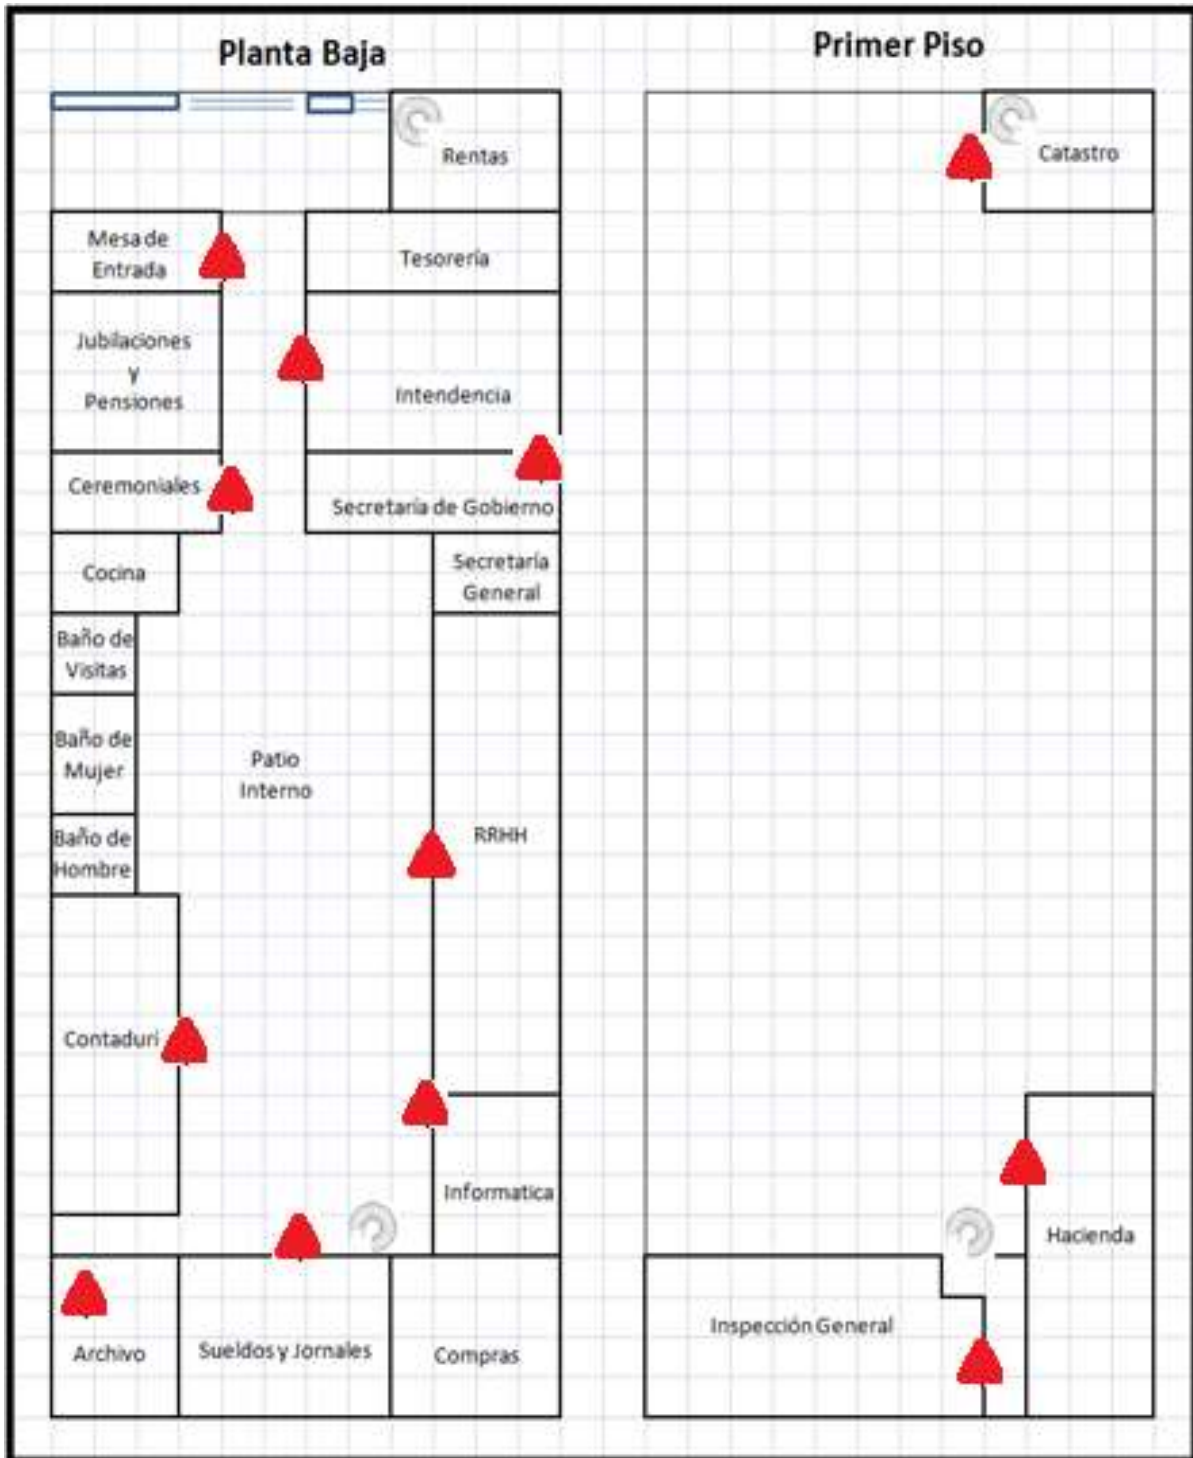 Planta Baja
Primer Piso
Rentas
Catastro
Mesa de
Entrada
Tesorería
Jubilaciones
y
Pensiones
Intendencia
Ceremoniales
Secretaría de Gobierno
Cocina
Secretaría
General
Baño de
Visitas
Baño de
Mujer
Patio
Interno
Baño de
Hombre
RRHH
Contadurí
Informatica
Hacienda
Archivo
Sueldos y Jornales
Compras
Inspección General